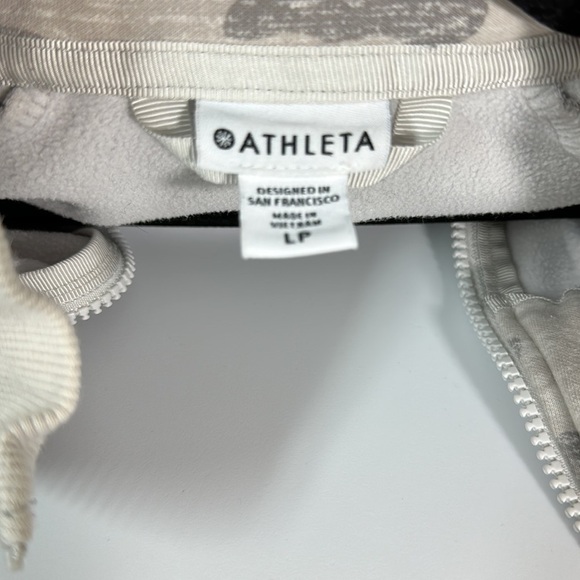 ATHLETA
DESIGNED IN
SAN FRANCISCO
MADE IN
VIETNAM
LP